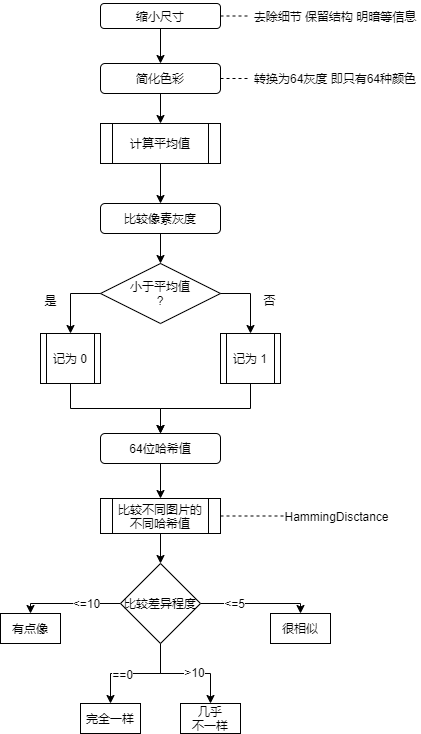 缩小尺寸
去除细节 保留结构 明暗等信息
简化色彩
转换为64灰度 即只有64种颜色
计算平均值
比较像素灰度
小于平均值
?
是
否
记为 0
记为 1
64位哈希值
比较不同图片的
不同哈希值
HammingDisctance
<=10
比较差异程度
<=5
有点像
很相似
==0
>10
完全一样
几乎
不一样